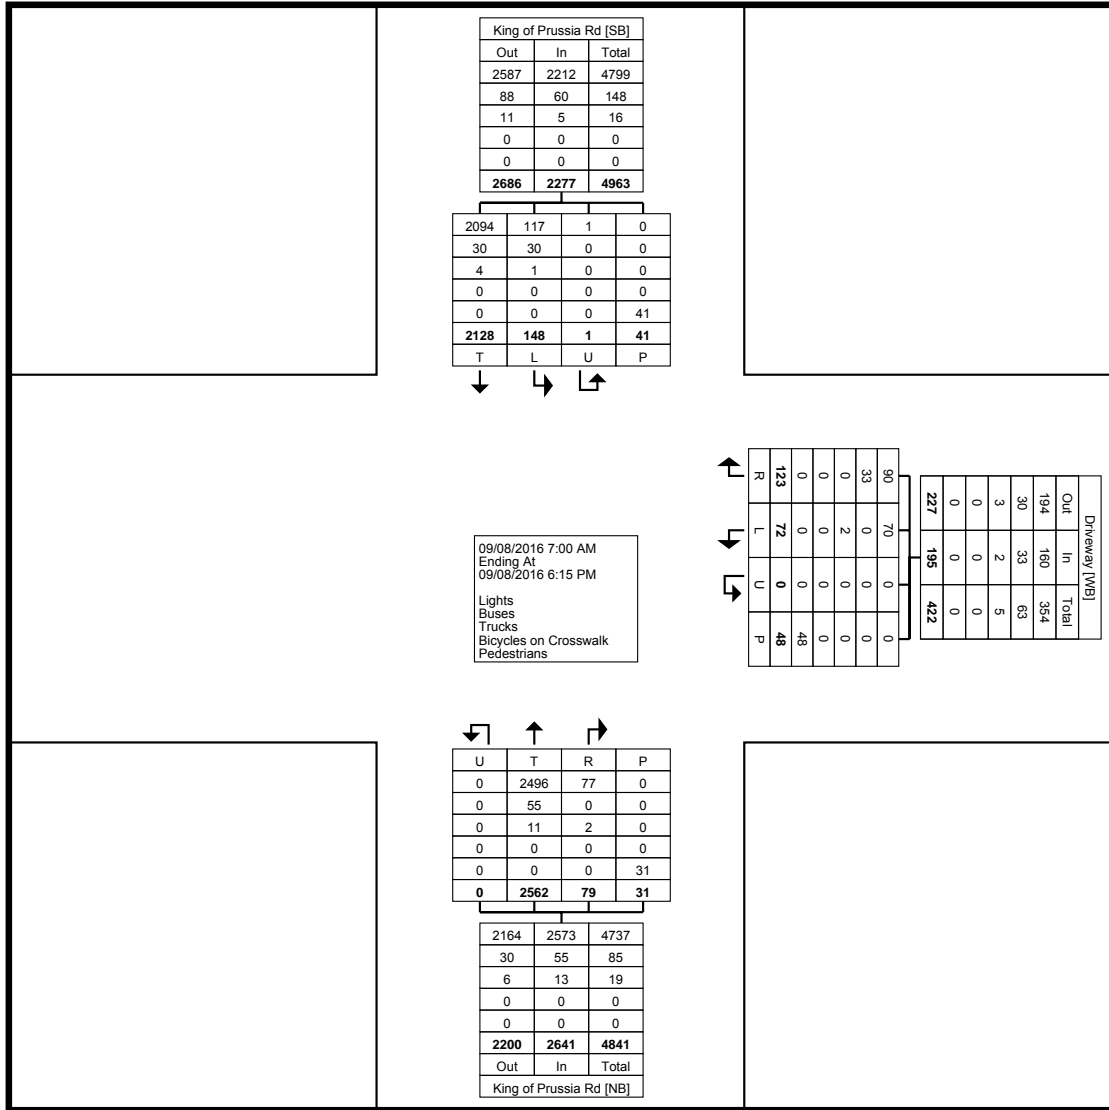 King of Prussia Rd [SB]
Out In Total
2587 2212 4799
88 60 148
11 5 16
0 0 0
0 0 0
2686 2277 4963
2094 117 1 0
30 30 0 0
4 1 0 0
0 0 0 0
0 0 0 41
2128 148 1 41
T L U P
Driveway [WB]
Out In Total
194 160 354
30 33 63
3 2 5
0 0 0
0 0 0
227 195 422
90 70 0 0
33 0 0 0
0 2 0 0
0 0 0 0
0 0 0 48
123 72 0 48
R L U P
09/08/2016 7:00 AM
Ending At
09/08/2016 6:15 PM
Lights
Buses
Trucks
Bicycles on Crosswalk
Pedestrians
U T R P
0 2496 77 0
0 55 0 0
0 11 2 0
0 0 0 0
0 0 0 31
0 2562 79 31
2164 2573 4737
30 55 85
6 13 19
0 0 0
0 0 0
2200 2641 4841
Out In Total
King of Prussia Rd [NB]